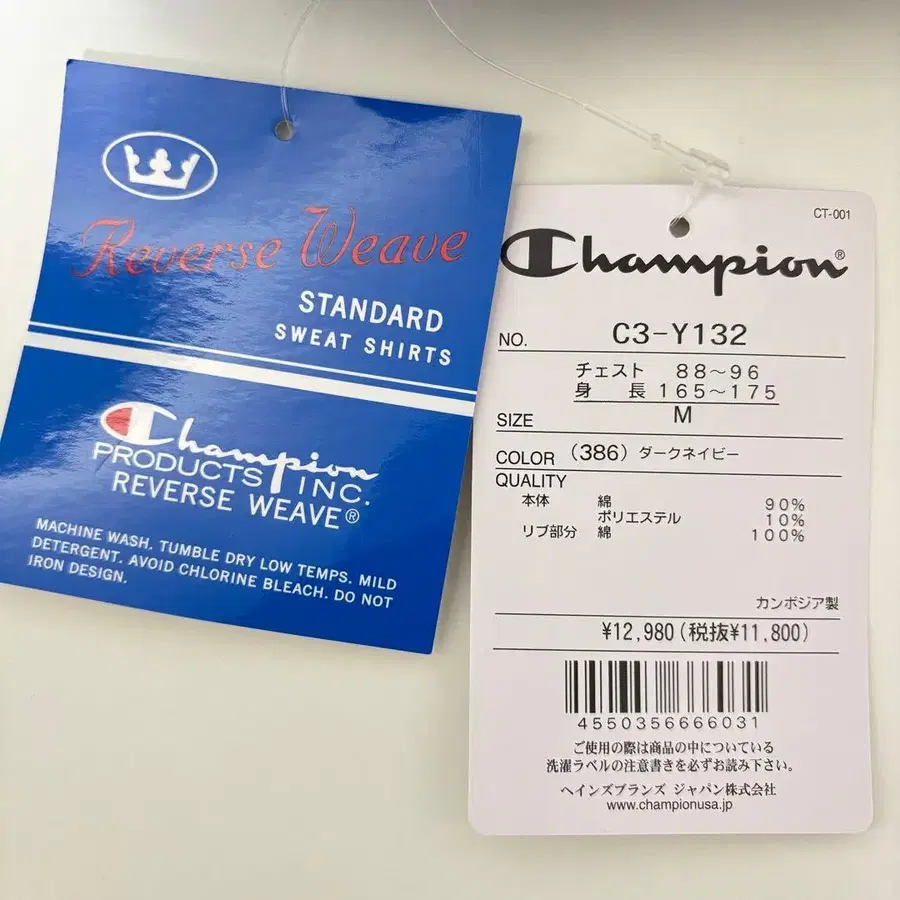 Reverse Weave
STANDARD
SWEAT SHIRTS
Champion
PRODUCTS INC.
REVERSE WEAVE®
MACHINE WASH. TUMBLE DRY LOW TEMPS. MILD
DETERGENT. AVOID CHLORINE BLEACH. DO NOT
IRON DESIGN.
CT-001
Champion®
NO. C3-Y132
チェスト 88～96
身 長 165～175
SIZE M
COLOR (386) ダークネイビー
QUALITY
本体 綿 90%
ポリエステル 10%
リブ部分 綿 100%
カンボジア製
¥12,980(税抜¥11,800)
4550356666031
ご使用の際は商品の中についている
洗濯ラベルの注意書きを必ずお読み下さい。
ヘインズブランズ ジャパン株式会社
www.championusa.jp